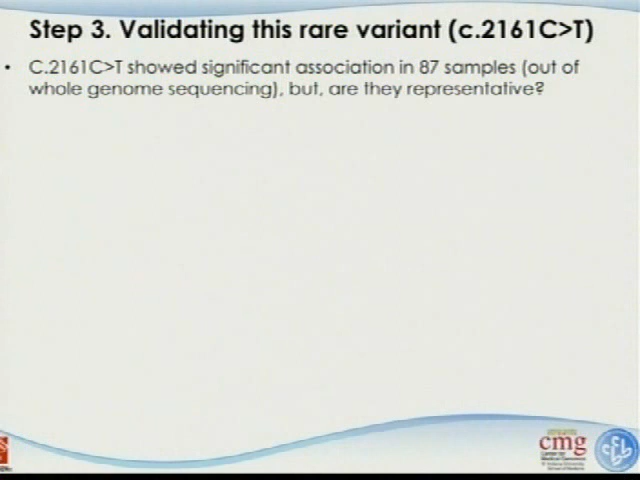 Step 3. Validating this rare variant (c.2161C>T)
• C.2161C>T showed significant association in 87 samples (out of
whole genome sequencing), but, are they representative?
cmg